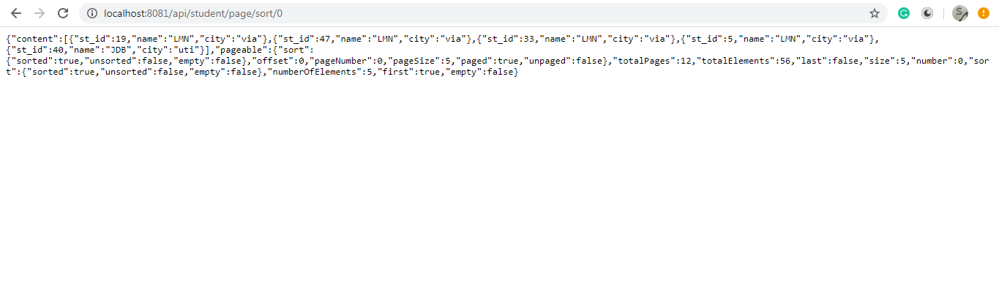 localhost:8081/api/student/page/sort/0
{"content":[{"st_id":19,"name":"LMN","city":"via"},{"st_id":47,"name":"LMN","city":"via"},{"st_id":33,"name":"LMN","city":"via"},{"st_id":5,"name":"LMN","city":"via"},
{"st_id":40,"name":"JDB","city":"uti"}],"pageable":{"sort":
{"sorted":true,"unsorted":false,"empty":false},"offset":0,"pageNumber":0,"pageSize":5,"paged":true,"unpaged":false},"totalPages":12,"totalElements":56,"last":false,"size":5,"number":0,"sor
t":{"sorted":true,"unsorted":false,"empty":false},"numberOfElements":5,"first":true,"empty":false}